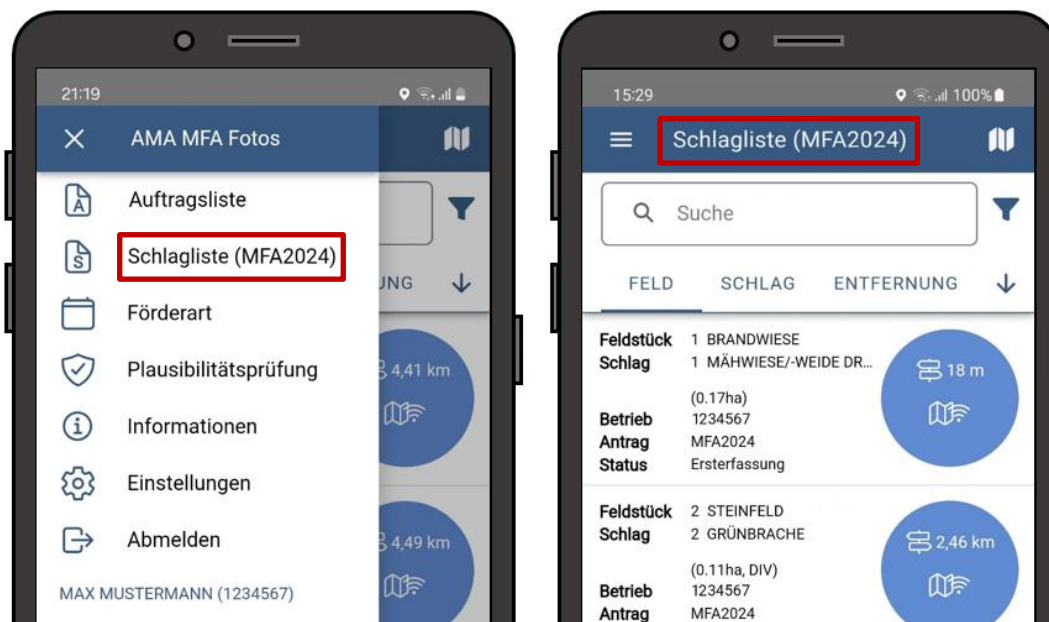 21:19
AMA MFA Fotos
Auftragsliste
Schlagliste (MFA2024)
Förderart
Plausibilitätsprüfung
Informationen
Einstellungen
Abmelden
MAX MUSTERMANN (1234567)
UNG
4,41 km
4,49 km
15:29
100%
Schlagliste (MFA2024)
Suche
FELD SCHLAG ENTFERNUNG
Feldstück 1 BRANDWIESE
Schlag 1 MÄHWIESE/-WEIDE DR...
(0.17ha)
Betrieb 1234567
Antrag MFA2024
Status Ersterfassung
18 m
Feldstück 2 STEINFELD
Schlag 2 GRÜNBRACHE
(0.11ha, DIV)
Betrieb 1234567
Antrag MFA2024
2,46 km